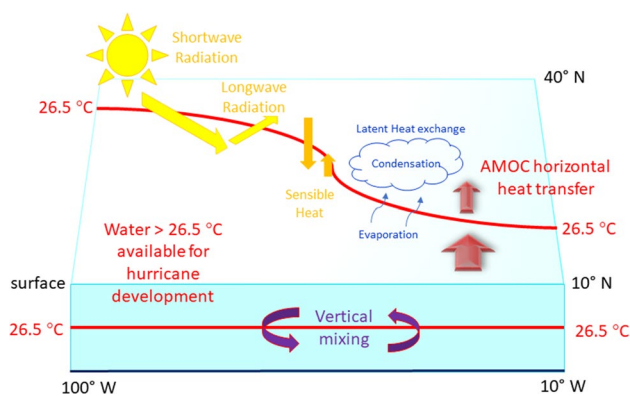 Shortwave
Radiation
40° N
Longwave
Radiation
26.5 °C
Latent Heat exchange
Condensation
AMOC horizontal
heat transfer
Sensible
Heat
Evaporation
26.5 °C
Water > 26.5 °C
available for
hurricane
development
surface
10° N
26.5 °C
Vertical
mixing
26.5 °C
100° W
10° W